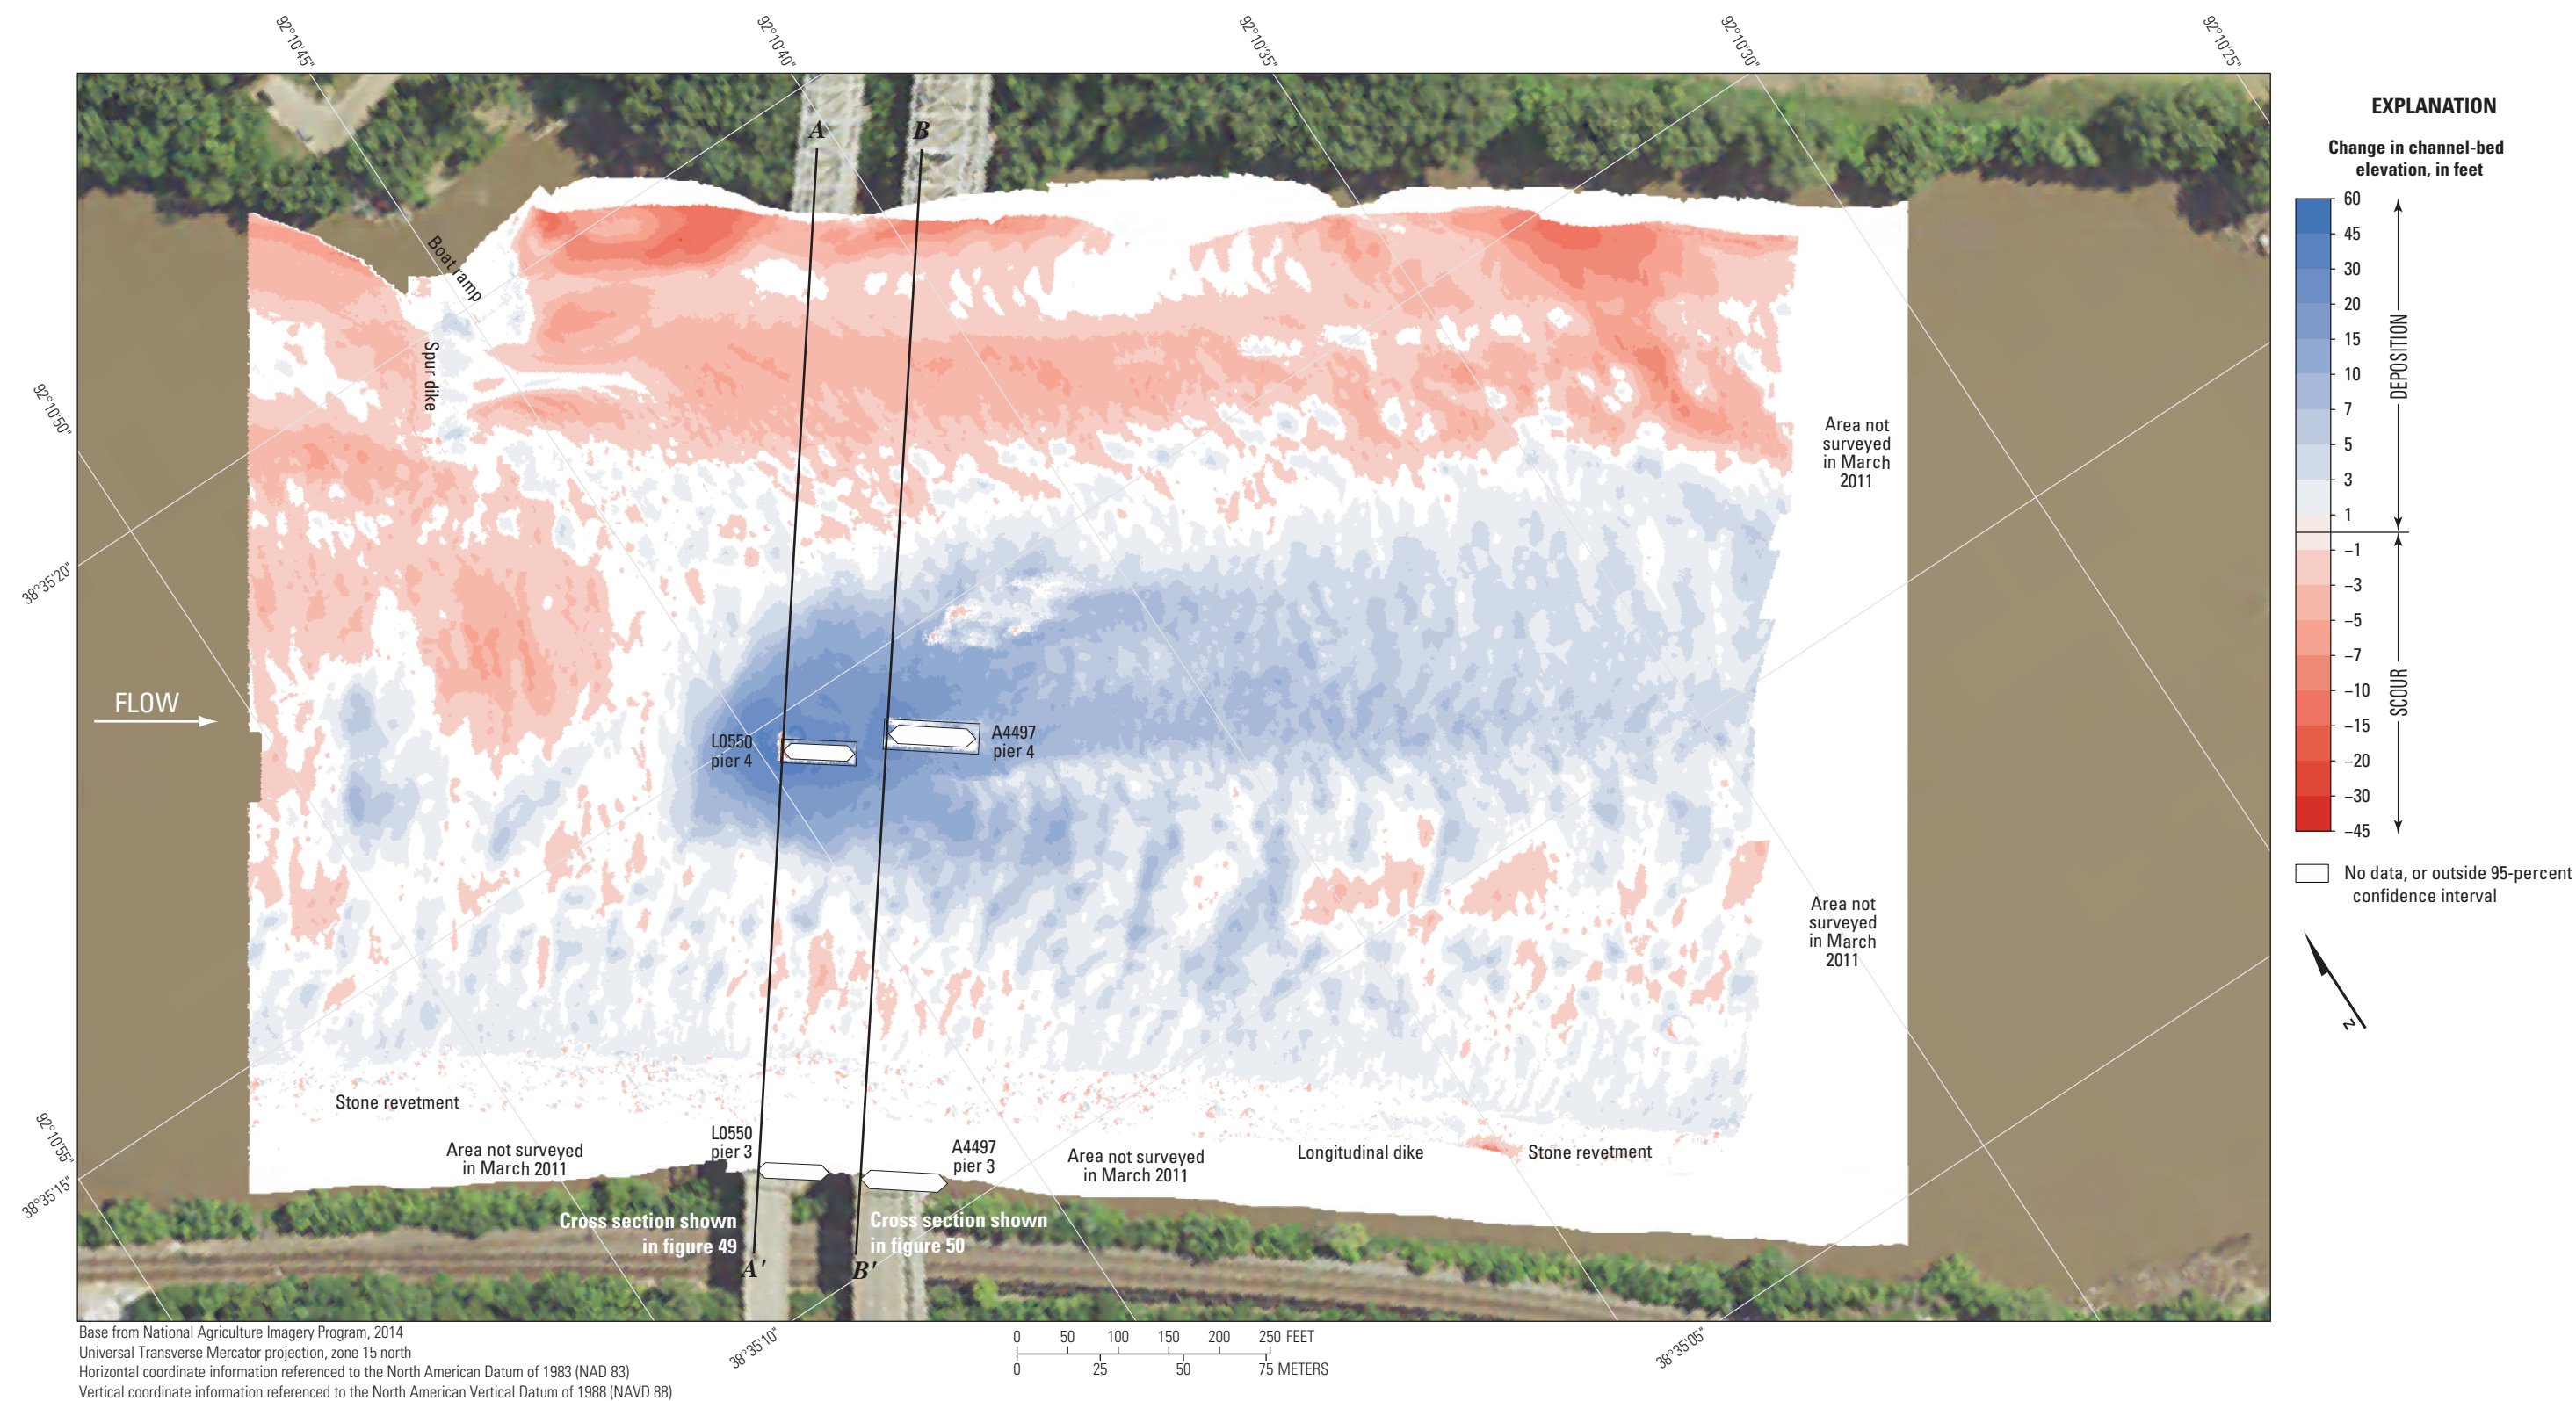 92°10'45"
92°10'40"
92°10'35"
92°10'30"
92°10'25"
A
B
EXPLANATION
Change in channel-bed
elevation, in feet
60
45
30
20
15
10
7
5
3
1
–1
–3
–5
–7
–10
–15
–20
–30
–45
DEPOSITION
SCOUR
No data, or outside 95-percent
confidence interval
N
Boat ramp
Spur dike
92°10'50"
38°35'20"
Area not
surveyed
in March
2011
FLOW
L0550
pier 4
A4497
pier 4
Area not
surveyed
in March
2011
92°10'55"
38°35'15"
Stone revetment
Area not surveyed
in March 2011
L0550
pier 3
A4497
pier 3
Area not surveyed
in March 2011
Longitudinal dike
Stone revetment
Cross section shown
in figure 49
Cross section shown
in figure 50
A'
B'
38°35'10"
38°35'05"
Base from National Agriculture Imagery Program, 2014
Universal Transverse Mercator projection, zone 15 north
Horizontal coordinate information referenced to the North American Datum of 1983 (NAD 83)
Vertical coordinate information referenced to the North American Vertical Datum of 1988 (NAVD 88)
0 50 100 150 200 250 FEET
0 25 50 75 METERS